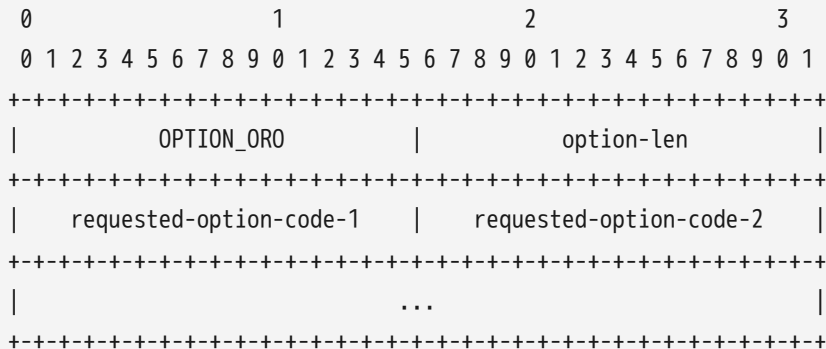 0                   1                   2                   3
 0 1 2 3 4 5 6 7 8 9 0 1 2 3 4 5 6 7 8 9 0 1 2 3 4 5 6 7 8 9 0 1
+-+-+-+-+-+-+-+-+-+-+-+-+-+-+-+-+-+-+-+-+-+-+-+-+-+-+-+-+-+-+-+-+
|           OPTION_ORO          |           option-len          |
+-+-+-+-+-+-+-+-+-+-+-+-+-+-+-+-+-+-+-+-+-+-+-+-+-+-+-+-+-+-+-+-+
|    requested-option-code-1    |    requested-option-code-2    |
+-+-+-+-+-+-+-+-+-+-+-+-+-+-+-+-+-+-+-+-+-+-+-+-+-+-+-+-+-+-+-+-+
|                              ...                              |
+-+-+-+-+-+-+-+-+-+-+-+-+-+-+-+-+-+-+-+-+-+-+-+-+-+-+-+-+-+-+-+-+